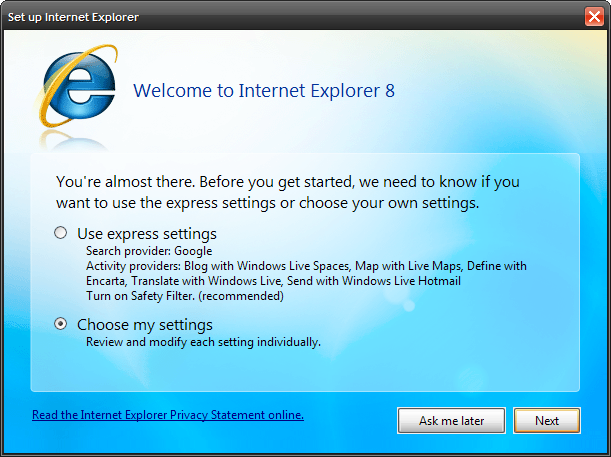 Set up Internet Explorer
Welcome to Internet Explorer 8
You're almost there. Before you get started, we need to know if you
want to use the express settings or choose your own settings.
Use express settings
Search provider: Google
Activity providers: Blog with Windows Live Spaces, Map with Live Maps, Define with
Encarta, Translate with Windows Live, Send with Windows Live Hotmail
Turn on Safety Filter. (recommended)
Choose my settings
Review and modify each setting individually.
Read the Internet Explorer Privacy Statement online.
Ask me later
Next